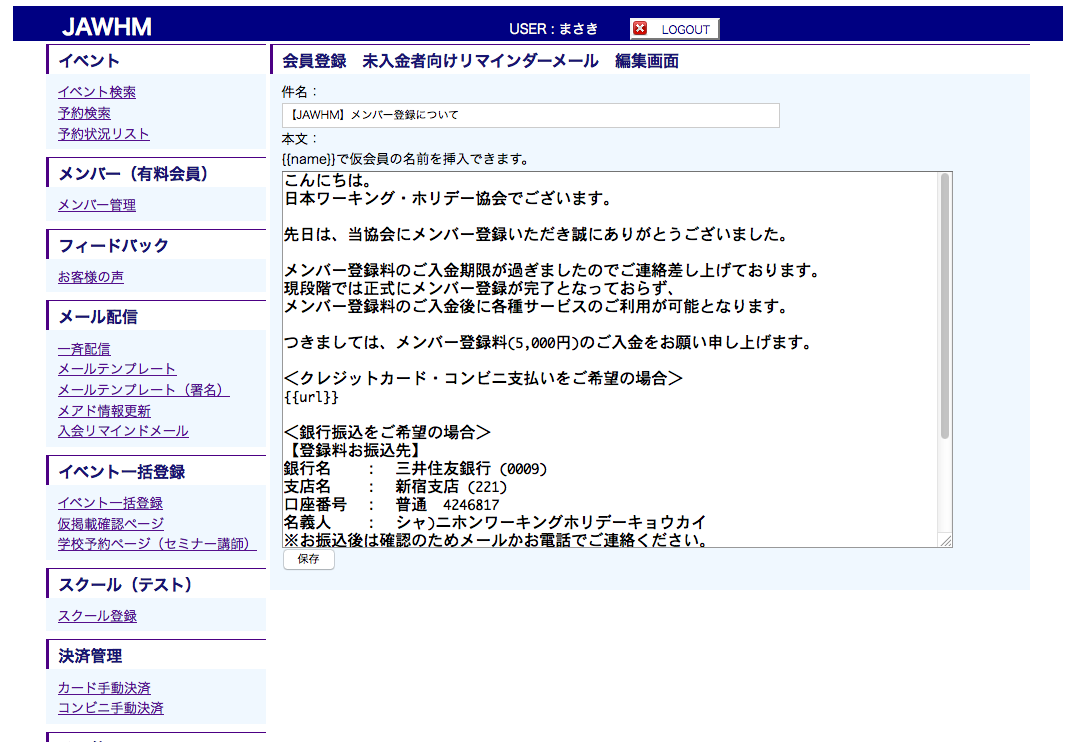 JAWHM
USER : まさき
LOGOUT
イベント
イベント検索
予約検索
予約状況リスト
メンバー（有料会員）
メンバー管理
フィードバック
お客様の声
メール配信
一斉配信
メールテンプレート
メールテンプレート（署名）
メアド情報更新
入会リマインドメール
イベント一括登録
イベント一括登録
仮掲載確認ページ
学校予約ページ（セミナー講師）
スクール（テスト）
スクール登録
決済管理
カード手動決済
コンビニ手動決済
会員登録　未入金者向けリマインダーメール　編集画面
件名：
【JAWHM】メンバー登録について
本文：
{{name}}で仮会員の名前を挿入できます。
こんにちは。
日本ワーキング・ホリデー協会でございます。
先日は、当協会にメンバー登録いただき誠にありがとうございました。
メンバー登録料のご入金期限が過ぎましたのでご連絡差し上げております。
現段階では正式にメンバー登録が完了となっておらず、
メンバー登録料のご入金後に各種サービスのご利用が可能となります。
つきましては、メンバー登録料(5,000円)のご入金をお願い申し上げます。
＜クレジットカード・コンビニ支払いをご希望の場合＞
{{url}}
＜銀行振込をご希望の場合＞
【登録料お振込先】
銀行名　　：　三井住友銀行 (0009)
支店名　　：　新宿支店 (221)
口座番号　：　普通　4246817
名義人　　：　シャ)ニホンワーキングホリデーキョウカイ
※お振込後は確認のためメールかお電話でご連絡ください。
保存